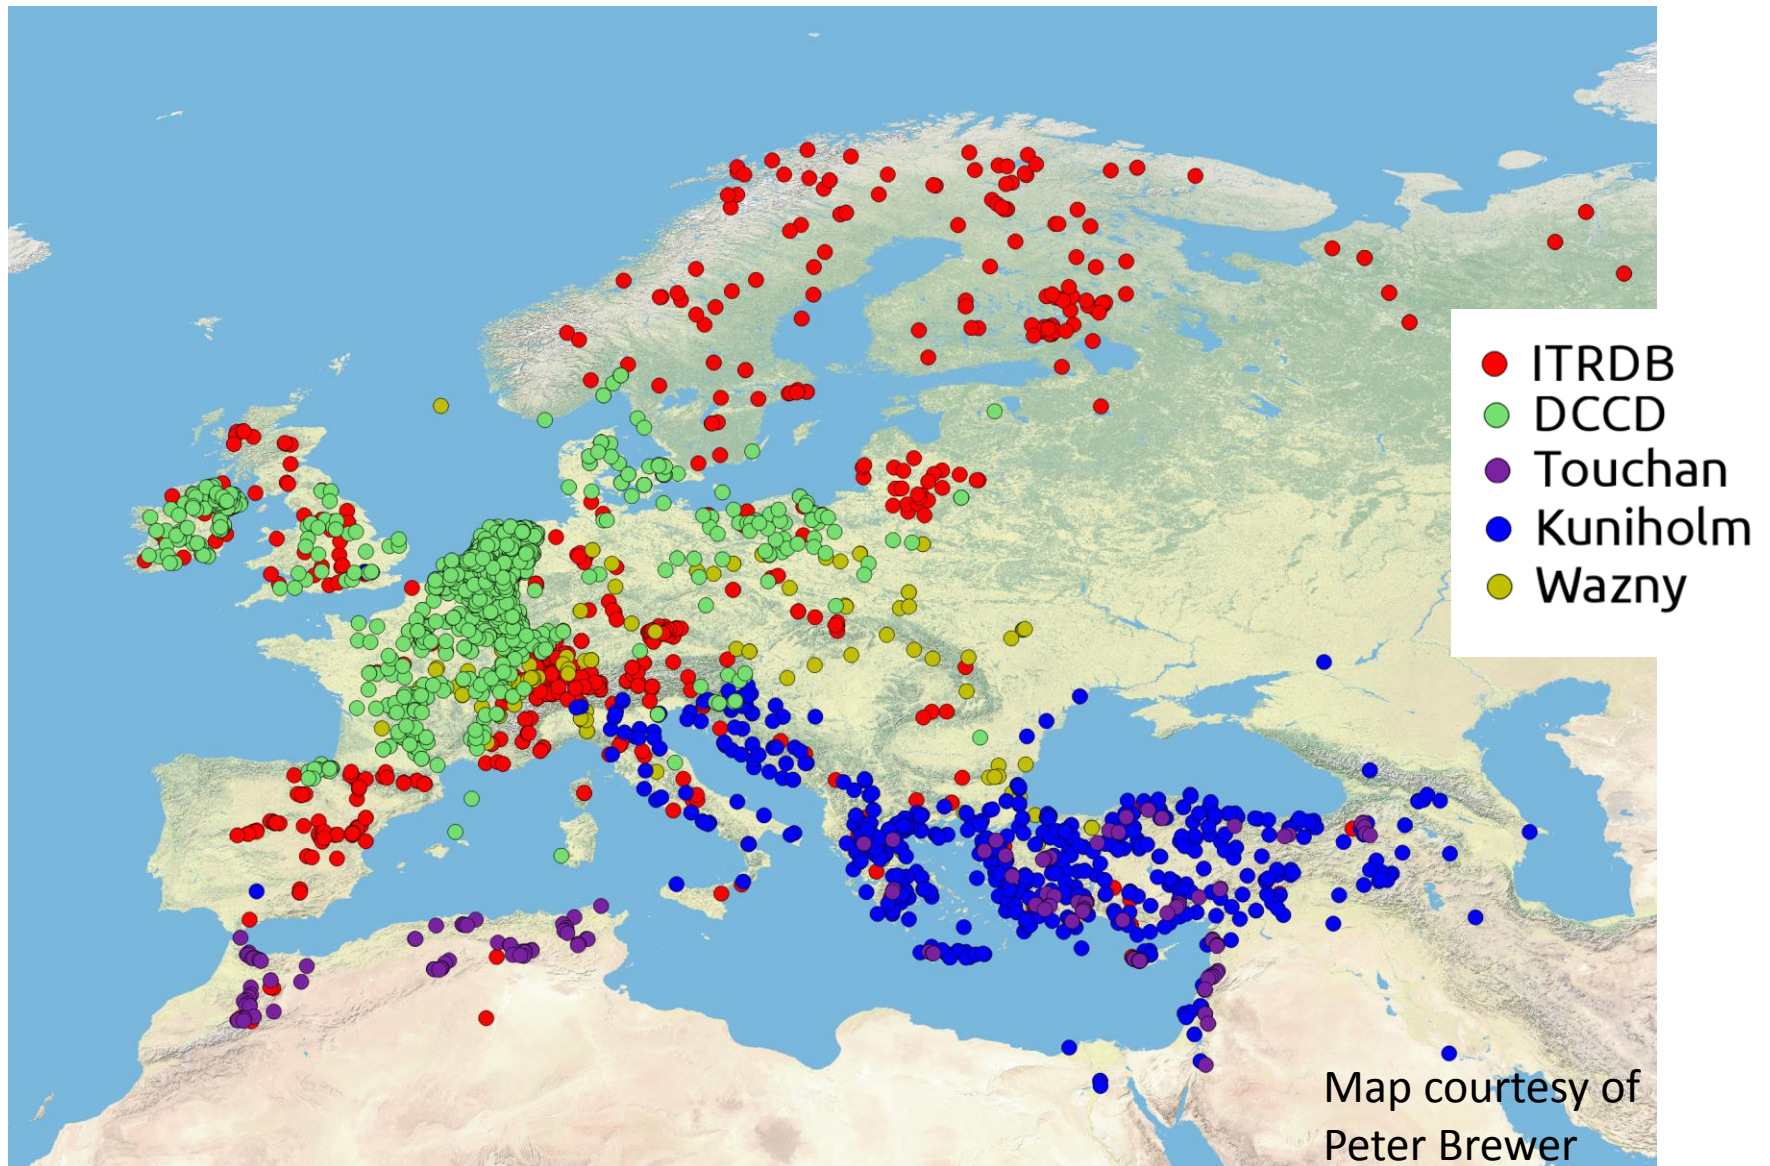 ITRDB
DCCD
Touchan
Kuniholm
Wazny
Map courtesy of
Peter Brewer